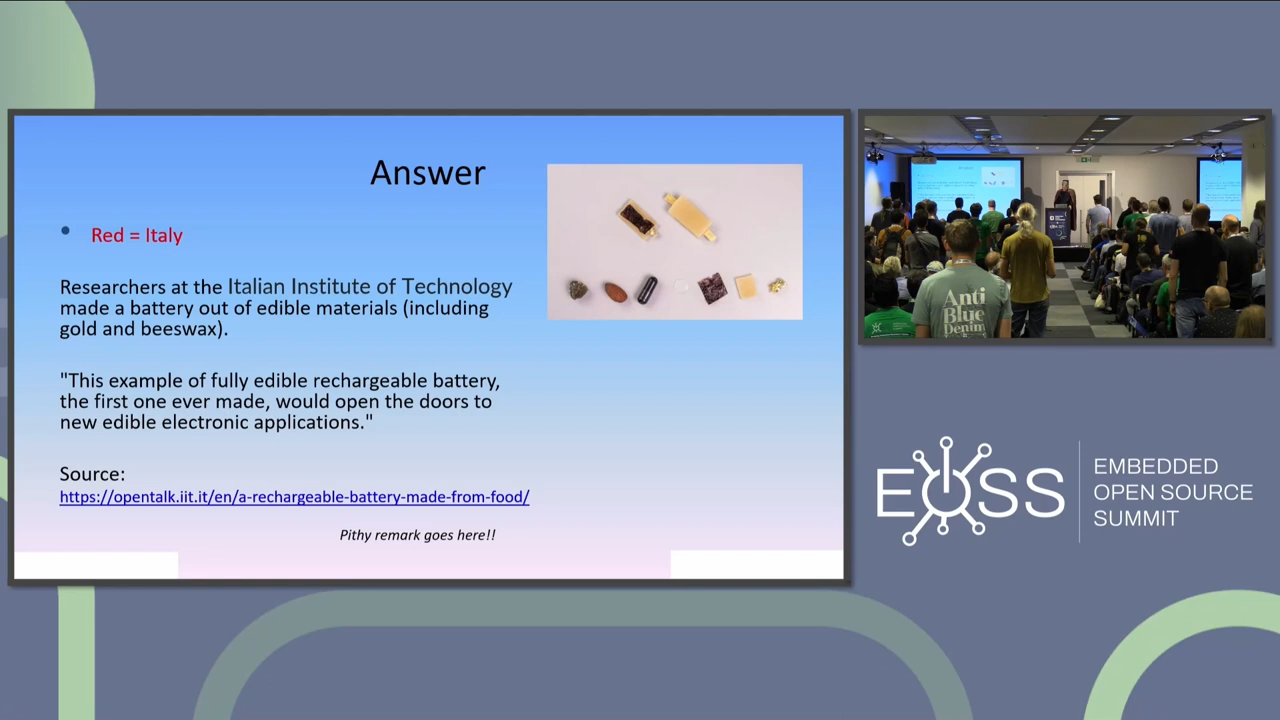 Answer
Red = Italy
Researchers at the Italian Institute of Technology
made a battery out of edible materials (including
gold and beeswax).
"This example of fully edible rechargeable battery,
the first one ever made, would open the doors to
new edible electronic applications."
Source:
https://opentalk.iit.it/en/a-rechargeable-battery-made-from-food/
Pithy remark goes here!!
Anti
Blue
Denim
EOSS
EMBEDDED
OPEN SOURCE
SUMMIT